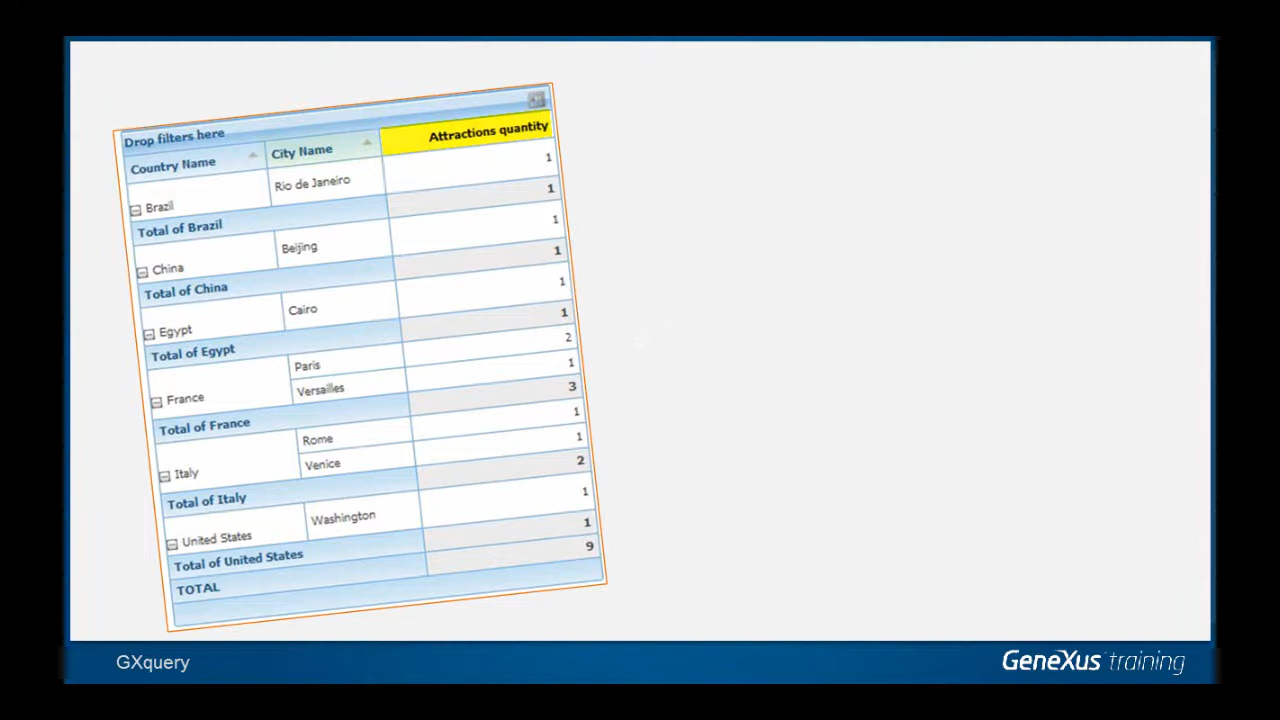 Drop filters here
Country Name City Name Attractions quantity
Brazil Rio de Janeiro 1
Total of Brazil 1
China Beijing 1
Total of China 1
Egypt Cairo 1
Total of Egypt 1
France Paris 2
Versailles 1
Total of France 3
Italy Rome 1
Venice 1
Total of Italy 2
United States Washington 1
Total of United States 1
TOTAL 9
GXquery GeneXus training